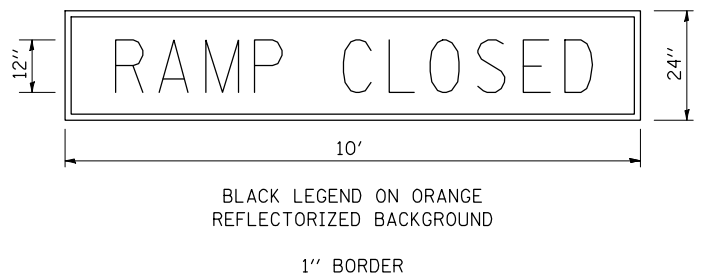 RAMP CLOSED
12''
24''
10'
BLACK LEGEND ON ORANGE
REFLECTORIZED BACKGROUND
1'' BORDER